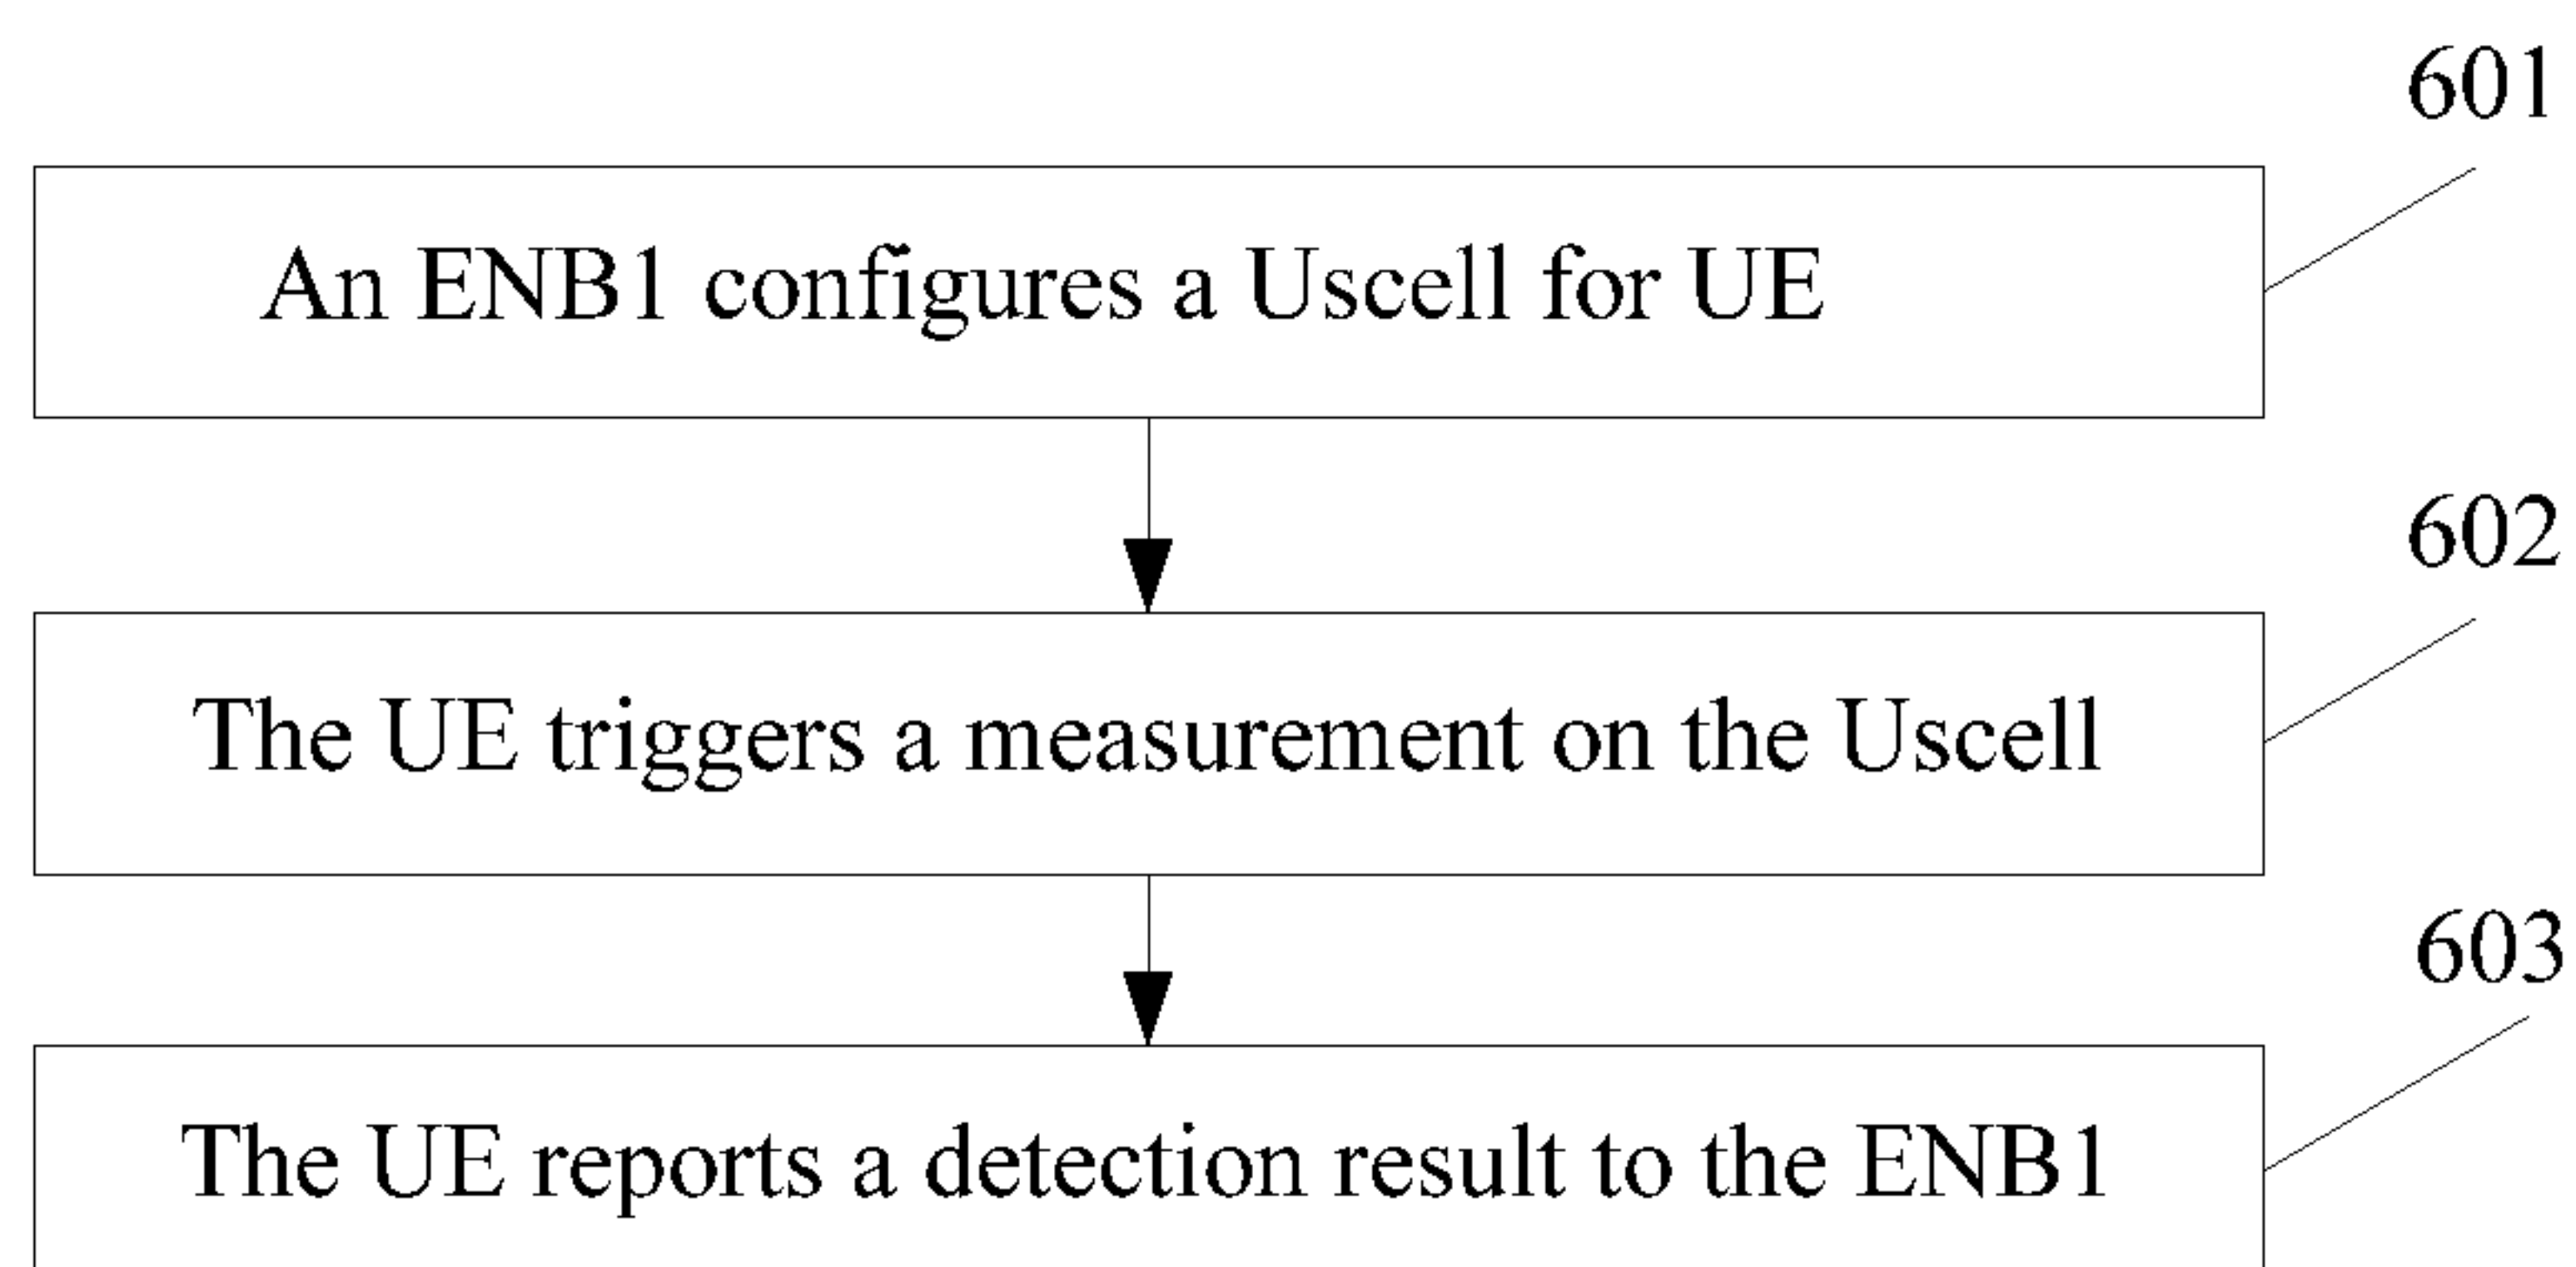 601
An ENB1 configures a Uscell for UE
602
The UE triggers a measurement on the Uscell
603
The UE reports a detection result to the ENB1